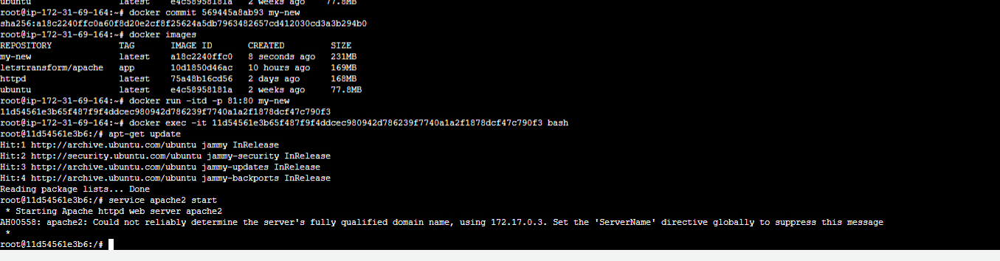 ubuntu latest e4c58958181a 2 weeks ago 77.8MB
root@ip-172-31-69-164:~# docker commit 569445a8ab93 my-new
sha256:a18c2240ffc0a60f8d20e2cf8f25624a5db7963482657cd412030cd3a3b294b0
root@ip-172-31-69-164:~# docker images
REPOSITORY TAG IMAGE ID CREATED SIZE
my-new latest a18c2240ffc0 8 seconds ago 231MB
letstransform/apache app 10d1850d46ac 10 hours ago 169MB
httpd latest 75a48b16cd56 2 days ago 168MB
ubuntu latest e4c58958181a 2 weeks ago 77.8MB
root@ip-172-31-69-164:~# docker run -itd -p 81:80 my-new
11d54561e3b65f487f9f4ddcec980942d786239f7740a1a2f1878dcf47c790f3
root@ip-172-31-69-164:~# docker exec -it 11d54561e3b65f487f9f4ddcec980942d786239f7740a1a2f1878dcf47c790f3 bash
root@11d54561e3b6:/# apt-get update
Hit:1 http://archive.ubuntu.com/ubuntu jammy InRelease
Hit:2 http://security.ubuntu.com/ubuntu jammy-security InRelease
Hit:3 http://archive.ubuntu.com/ubuntu jammy-updates InRelease
Hit:4 http://archive.ubuntu.com/ubuntu jammy-backports InRelease
Reading package lists... Done
root@11d54561e3b6:/# service apache2 start
* Starting Apache httpd web server apache2
AH00558: apache2: Could not reliably determine the server's fully qualified domain name, using 172.17.0.3. Set the 'ServerName' directive globally to suppress this message
*
root@11d54561e3b6:/#